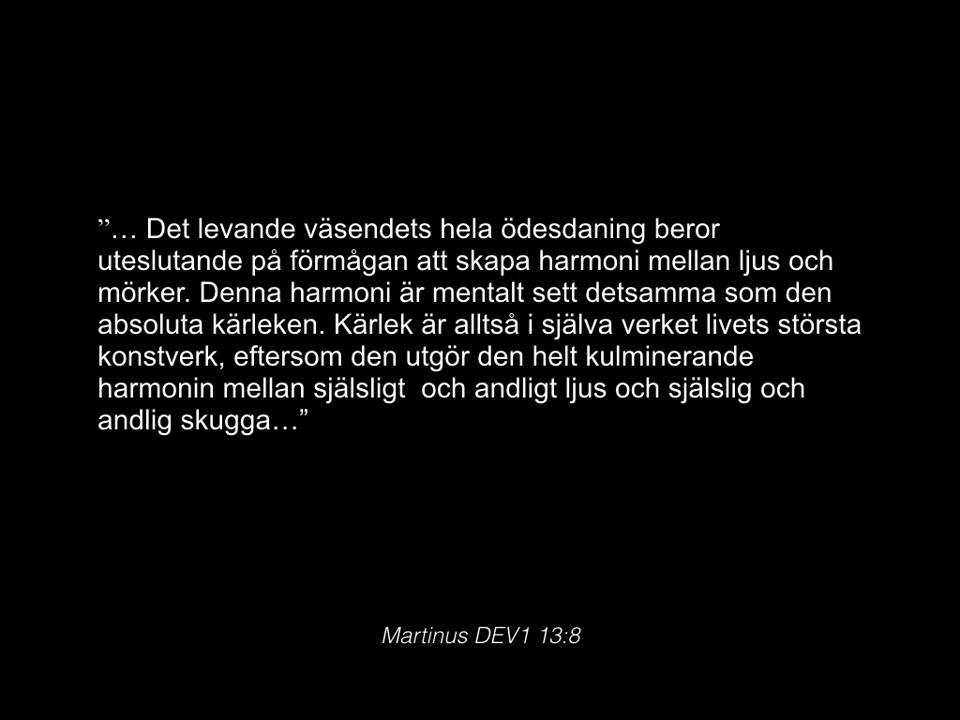 ”… Det levande väsendets hela ödesdaning beror
uteslutande på förmågan att skapa harmoni mellan ljus och
mörker. Denna harmoni är mentalt sett detsamma som den
absoluta kärleken. Kärlek är alltså i själva verket livets största
konstverk, eftersom den utgör den helt kulminerande
harmonin mellan själsligt  och andligt ljus och själslig och
andlig skugga…”
Martinus DEV1 13:8